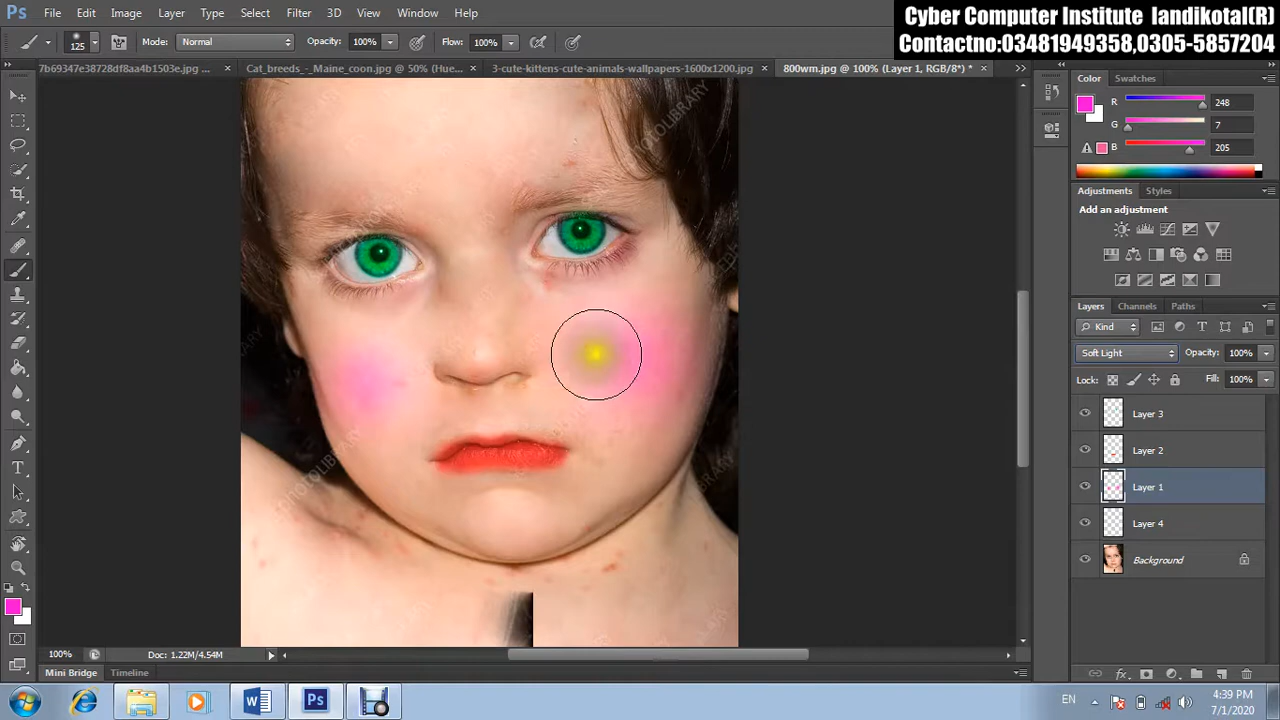 Cyber Computer Institute landikotal(R)
Contactno:03481949358,0305-5857204
Ps File Edit Image Layer Type Select Filter 3D View Window Help
125 Mode: Normal Opacity: 100% Flow: 100%
7b69347e38728df8aa4b1503e.jpg ... × Cat_breeds_-_Maine_coon.jpg @ 50% (Hue... × 3-cute-kittens-cute-animals-wallpapers-1600x1200.jpg × 800wm.jpg @ 100% (Layer 1, RGB/8*) * ×
Color Swatches
R 248
G 7
B 205
Adjustments Styles
Add an adjustment
Layers Channels Paths
Kind
Soft Light Opacity: 100%
Lock: Fill: 100%
Layer 3
Layer 2
Layer 1
Layer 4
Background
100% Doc: 1.22M/4.54M
Mini Bridge Timeline
EN 4:39 PM
7/1/2020